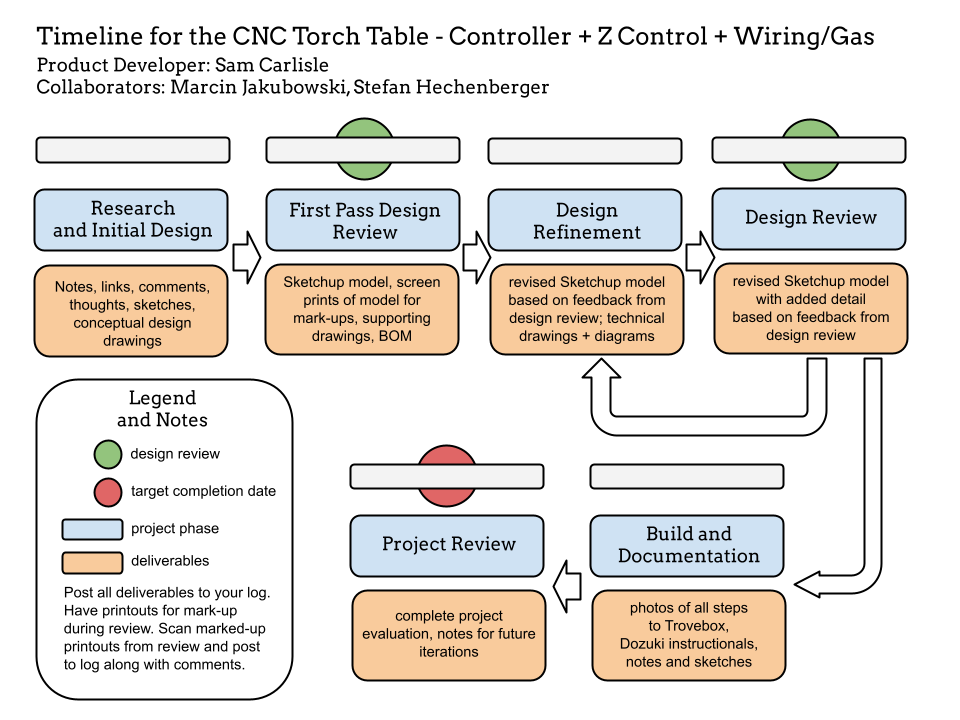 Timeline for the CNC Torch Table - Controller + Z Control + Wiring/Gas
Product Developer: Sam Carlisle
Collaborators: Marcin Jakubowski, Stefan Hechenberger
Research
and Initial Design
First Pass Design
Review
Design
Refinement
Design Review
Notes, links, comments,
thoughts, sketches,
conceptual design
drawings
Sketchup model, screen
prints of model for
mark-ups, supporting
drawings, BOM
revised Sketchup model
based on feedback from
design review; technical
drawings + diagrams
revised Sketchup model
with added detail
based on feedback from
design review
Legend
and Notes
design review
target completion date
project phase
deliverables
Post all deliverables to your log.
Have printouts for mark-up
during review. Scan marked-up
printouts from review and post
to log along with comments.
Project Review
Build and
Documentation
complete project
evaluation, notes for future
iterations
photos of all steps
to Trovebox,
Dozuki instructionals,
notes and sketches